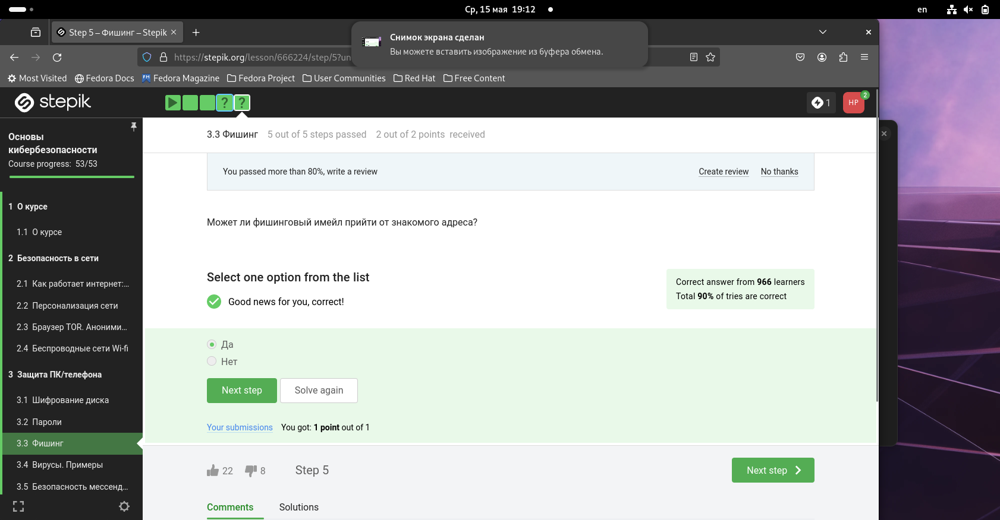 Ср, 15 мая 19:12
en
Step 5 – Фишинг – Stepik
Снимок экрана сделан
Вы можете вставить изображение из буфера обмена.
https://stepik.org/lesson/666224/step/5?un
Most Visited
Fedora Docs
Fedora Magazine
Fedora Project
User Communities
Red Hat
Free Content
stepik
1
HP
2
Основы
кибербезопасности
Course progress: 53/53
1 О курсе
1.1 О курсе
2 Безопасность в сети
2.1 Как работает интернет:...
2.2 Персонализация сети
2.3 Браузер TOR. Аноними...
2.4 Беспроводные сети Wi-fi
3 Защита ПК/телефона
3.1 Шифрование диска
3.2 Пароли
3.3 Фишинг
3.4 Вирусы. Примеры
3.5 Безопасность мессенд...
3.3 Фишинг 5 out of 5 steps passed 2 out of 2 points received
You passed more than 80%, write a review
Create review
No thanks
Может ли фишинговый имейл прийти от знакомого адреса?
Select one option from the list
Good news for you, correct!
Correct answer from 966 learners
Total 90% of tries are correct
Да
Нет
Next step
Solve again
Your submissions You got: 1 point out of 1
22
8
Step 5
Next step
Comments
Solutions